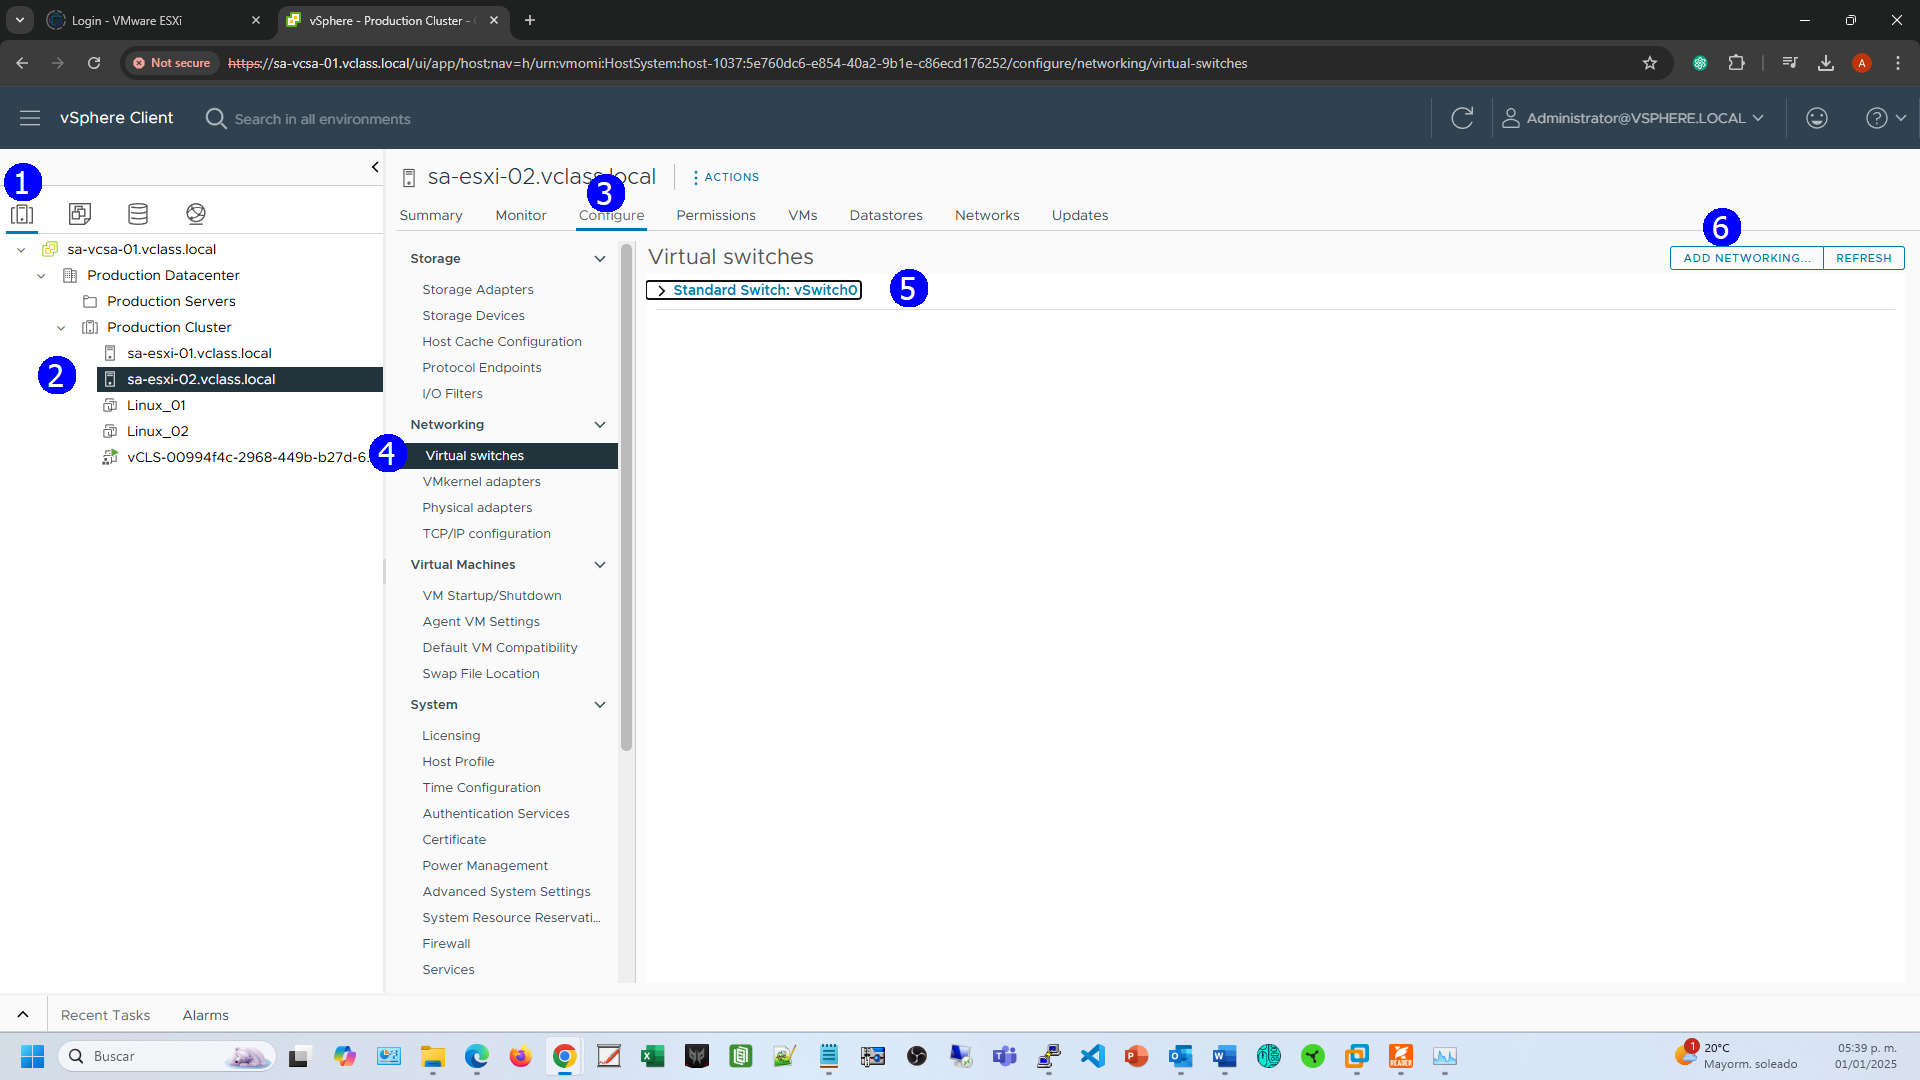 Login - VMware ESXi
vSphere - Production Cluster -
Not secure
https://sa-vcsa-01.vclass.local/ui/app/host;nav=h/urn:vmomi:HostSystem:host-1037:5e760dc6-e854-40a2-9b1e-c86ecd176252/configure/networking/virtual-switches
A
vSphere Client
Search in all environments
Administrator@VSPHERE.LOCAL
1
sa-vcsa-01.vclass.local
Production Datacenter
Production Servers
Production Cluster
sa-esxi-01.vclass.local
2
sa-esxi-02.vclass.local
Linux_01
Linux_02
vCLS-00994f4c-2968-449b-b27d-6...
sa-esxi-02.vclass.local
ACTIONS
3
Summary
Monitor
Configure
Permissions
VMs
Datastores
Networks
Updates
Storage
Storage Adapters
Storage Devices
Host Cache Configuration
Protocol Endpoints
I/O Filters
Networking
4
Virtual switches
VMkernel adapters
Physical adapters
TCP/IP configuration
Virtual Machines
VM Startup/Shutdown
Agent VM Settings
Default VM Compatibility
Swap File Location
System
Licensing
Host Profile
Time Configuration
Authentication Services
Certificate
Power Management
Advanced System Settings
System Resource Reservati...
Firewall
Services
Virtual switches
6
ADD NETWORKING...
REFRESH
Standard Switch: vSwitch0
5
Recent Tasks
Alarms
Buscar
READER
1
20°C
Mayorm. soleado
05:39 p. m.
01/01/2025